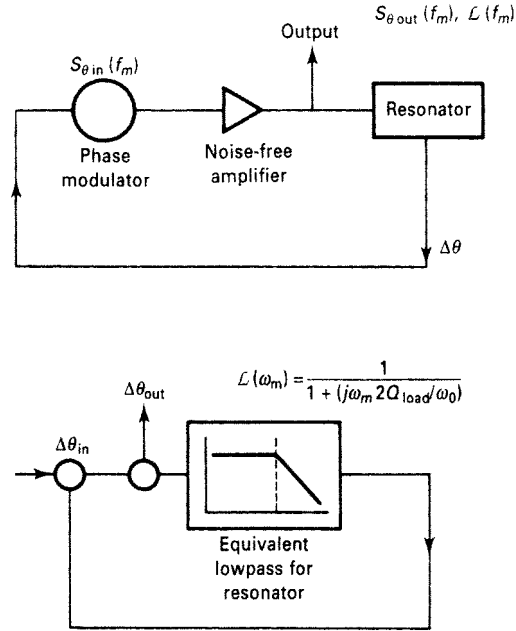 S_θ out (f_m), ℒ (f_m)
Output
S_θ in (f_m)
Resonator
Phase
modulator
Noise-free
amplifier
Δθ
ℒ (ω_m) = 1 / 1 + (jω_m 2Q_load/ω_0)
Δθ_out
Δθ_in
Equivalent
lowpass for
resonator